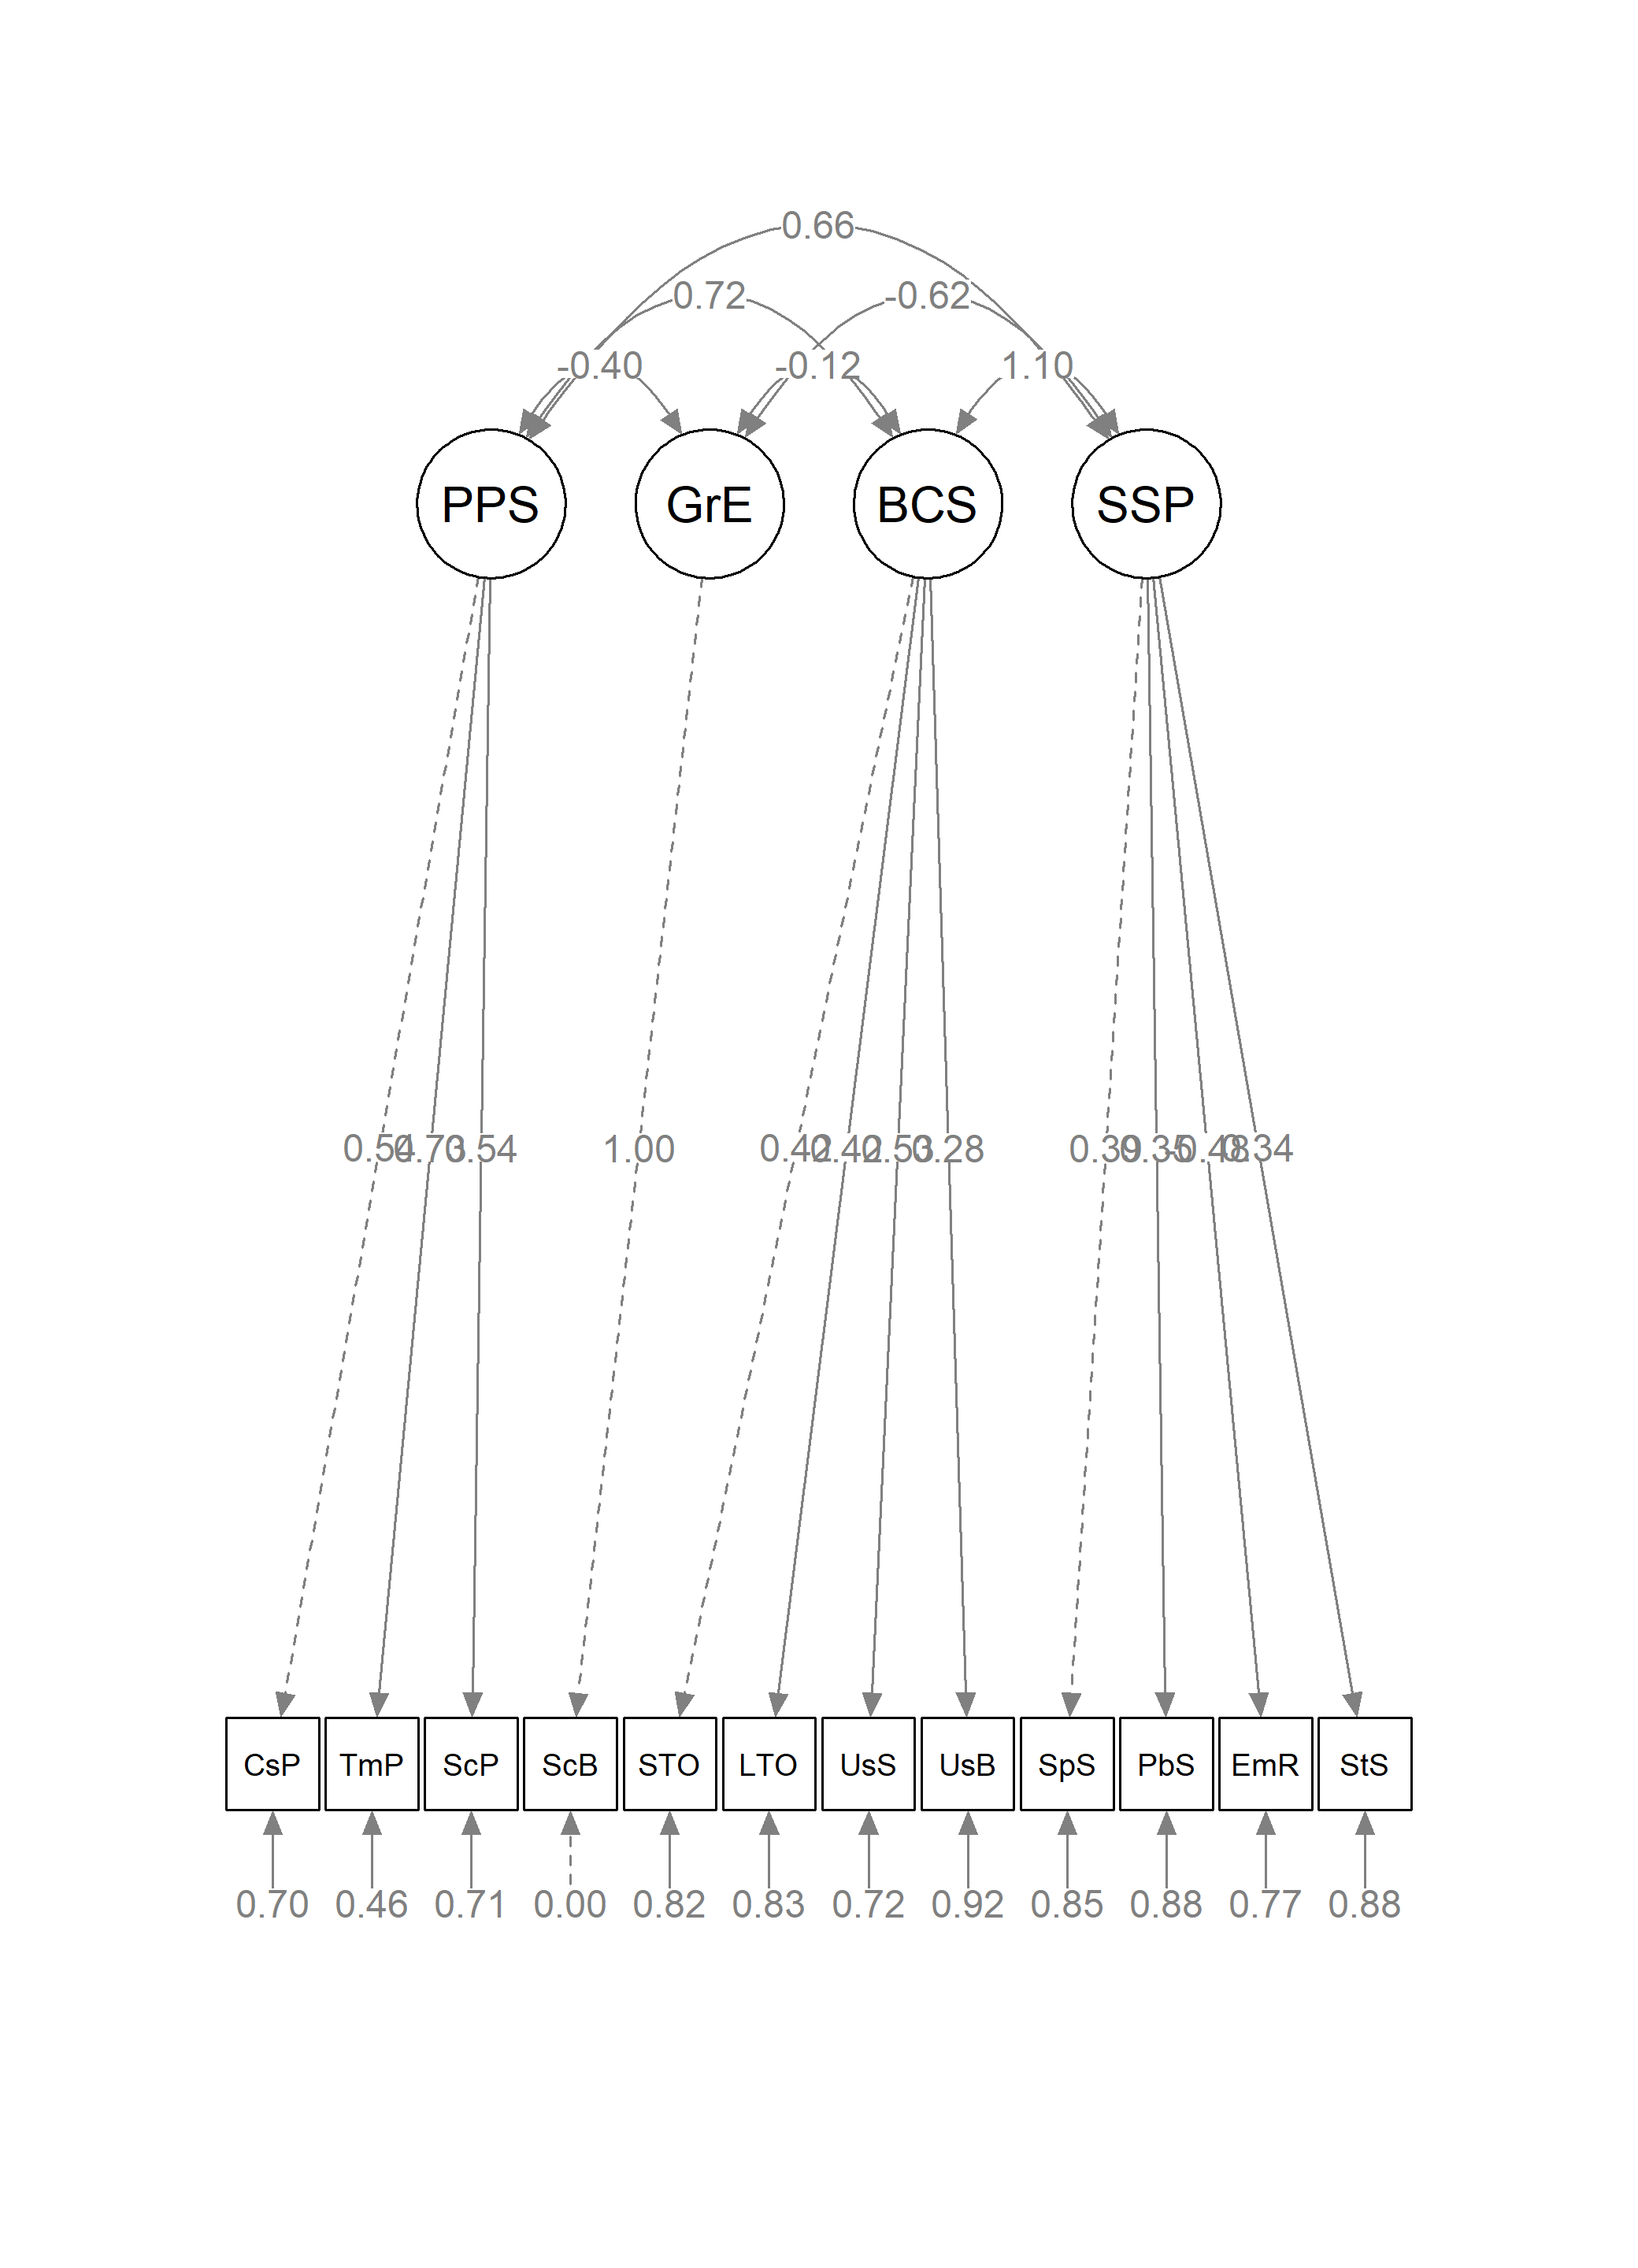 0.66
0.72 -0.62
-0.40 -0.12 1.10
PPS GrE BCS SSP
0.54 0.73 0.54 1.00 0.42 0.42 0.53 0.28 0.39 0.35 -0.48 0.34
CsP TmP ScP ScB STO LTO UsS UsB SpS PbS EmR StS
0.70 0.46 0.71 0.00 0.82 0.83 0.72 0.92 0.85 0.88 0.77 0.88